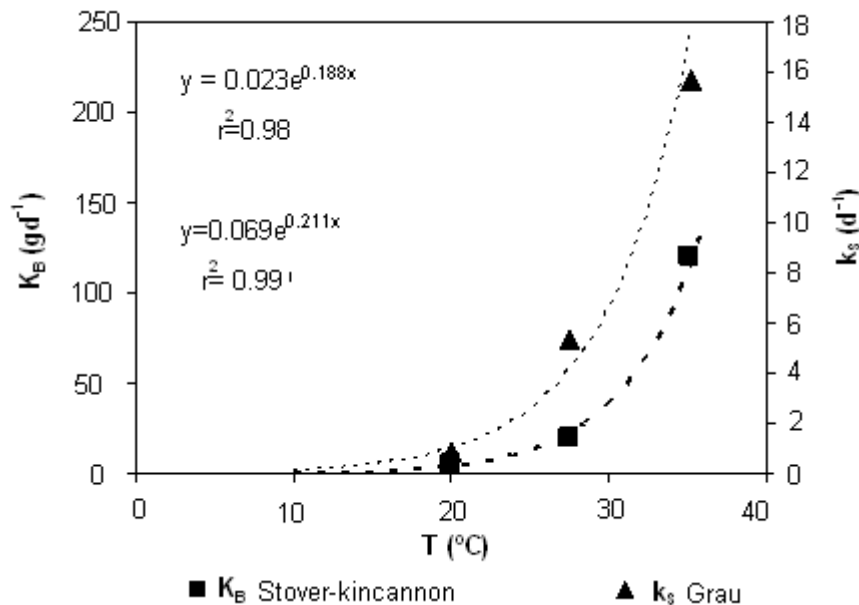 250
200
150
100
50
0
K_B (gd⁻¹)
y = 0.023e^0.188x
r²=0.98
y=0.069e^0.211x
r²= 0.99
18
16
14
12
10
8
6
4
2
0
k_s (d⁻¹)
0 10 20 30 40
T (ºC)
K_B Stover-kincannon k_s Grau